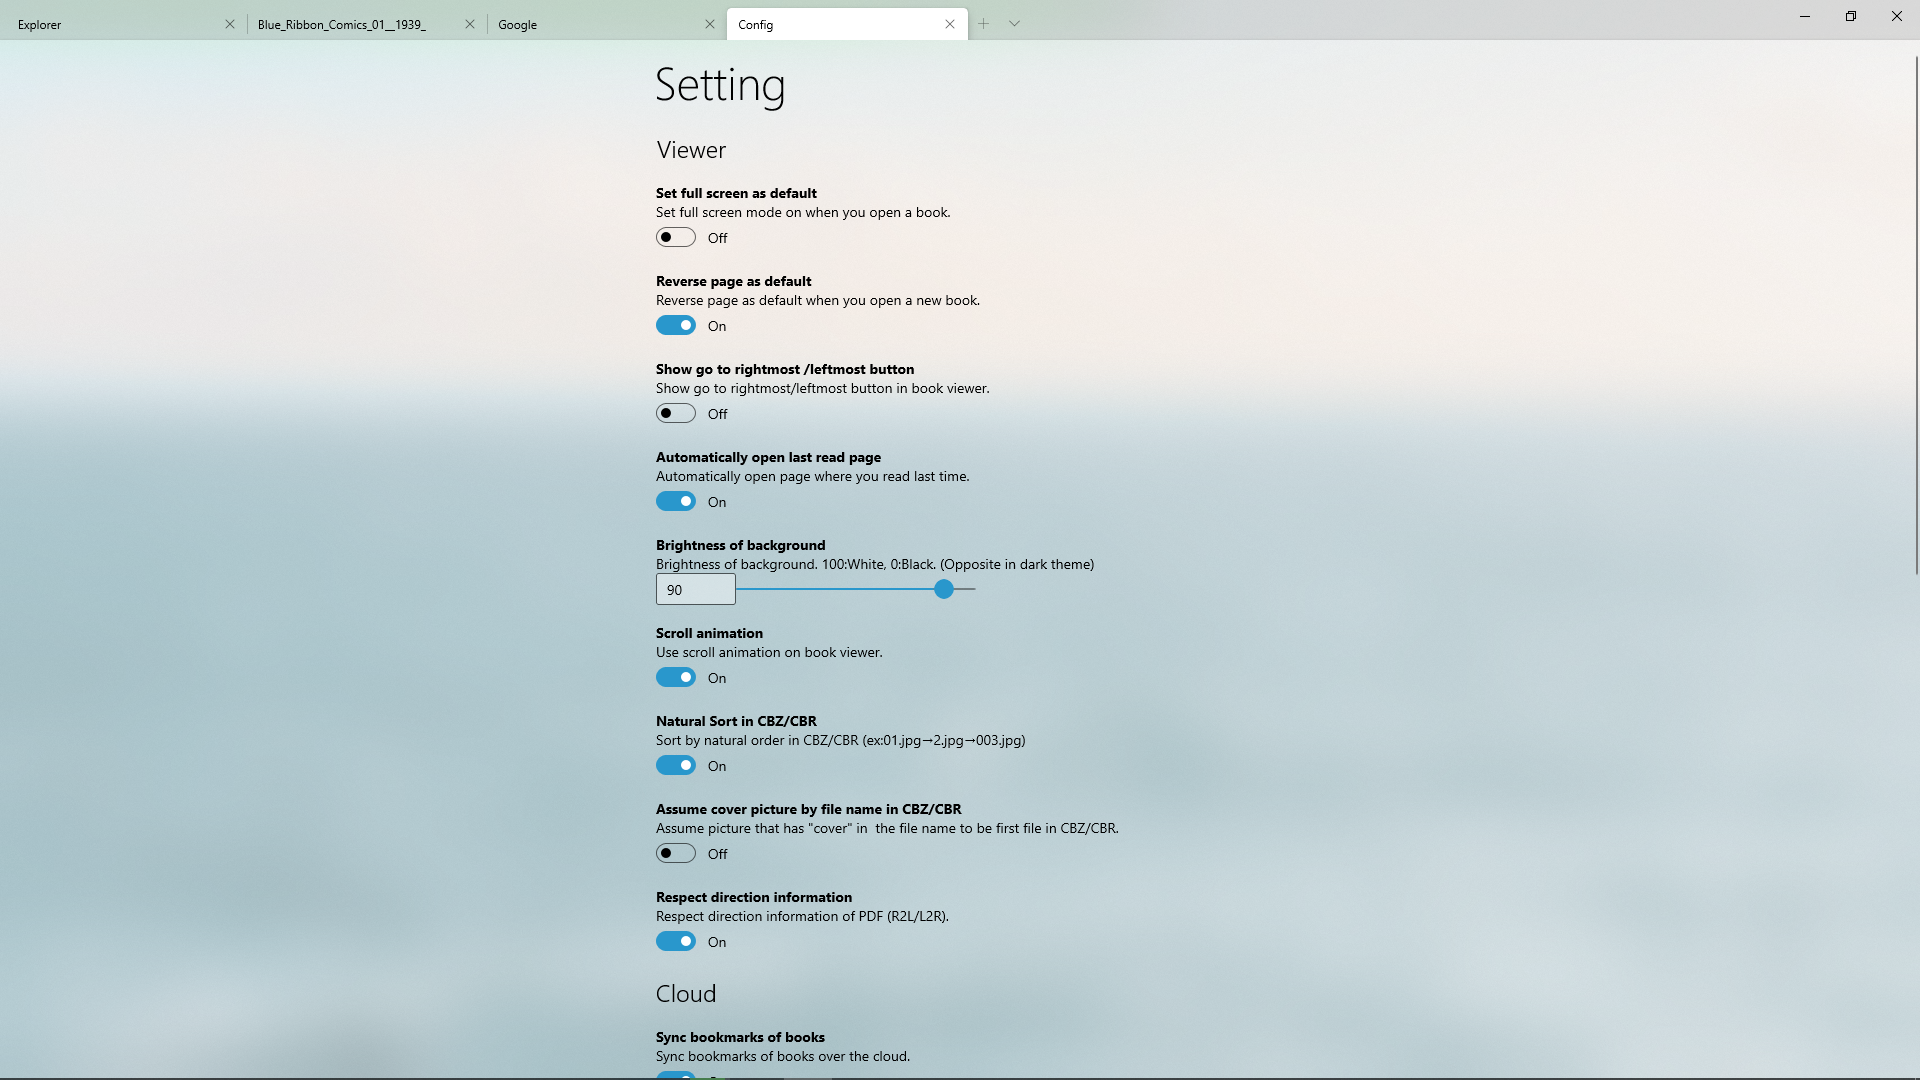 Explorer
Blue_Ribbon_Comics_01__1939_
Google
Config
Setting
Viewer
Set full screen as default
Set full screen mode on when you open a book.
Off
Reverse page as default
Reverse page as default when you open a new book.
On
Show go to rightmost /leftmost button
Show go to rightmost/leftmost button in book viewer.
Off
Automatically open last read page
Automatically open page where you read last time.
On
Brightness of background
Brightness of background. 100:White, 0:Black. (Opposite in dark theme)
90
Scroll animation
Use scroll animation on book viewer.
On
Natural Sort in CBZ/CBR
Sort by natural order in CBZ/CBR (ex:01.jpg→2.jpg→003.jpg)
On
Assume cover picture by file name in CBZ/CBR
Assume picture that has "cover" in  the file name to be first file in CBZ/CBR.
Off
Respect direction information
Respect direction information of PDF (R2L/L2R).
On
Cloud
Sync bookmarks of books
Sync bookmarks of books over the cloud.